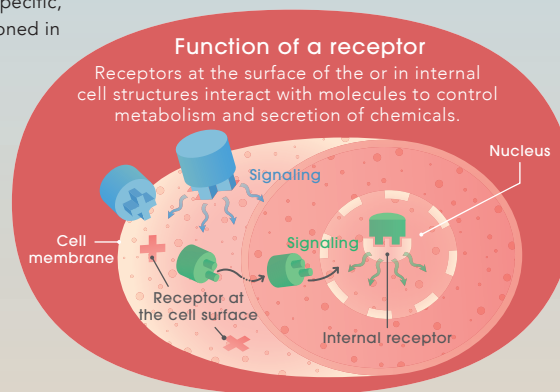 pecific,
oned in
Function of a receptor
Receptors at the surface of the or in internal
cell structures interact with molecules to control
metabolism and secretion of chemicals.
Nucleus
Signaling
Signaling
Cell
membrane
Receptor at
the cell surface
Internal receptor